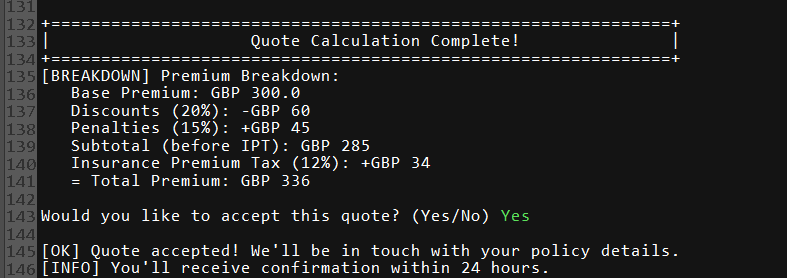 131
132 +==============================================================+
133 |                    Quote Calculation Complete!               |
134 +==============================================================+
135 [BREAKDOWN] Premium Breakdown:
136    Base Premium: GBP 300.0
137    Discounts (20%): -GBP 60
138    Penalties (15%): +GBP 45
139    Subtotal (before IPT): GBP 285
140    Insurance Premium Tax (12%): +GBP 34
141    = Total Premium: GBP 336
142
143 Would you like to accept this quote? (Yes/No) Yes
144
145 [OK] Quote accepted! We'll be in touch with your policy details.
146 [INFO] You'll receive confirmation within 24 hours.